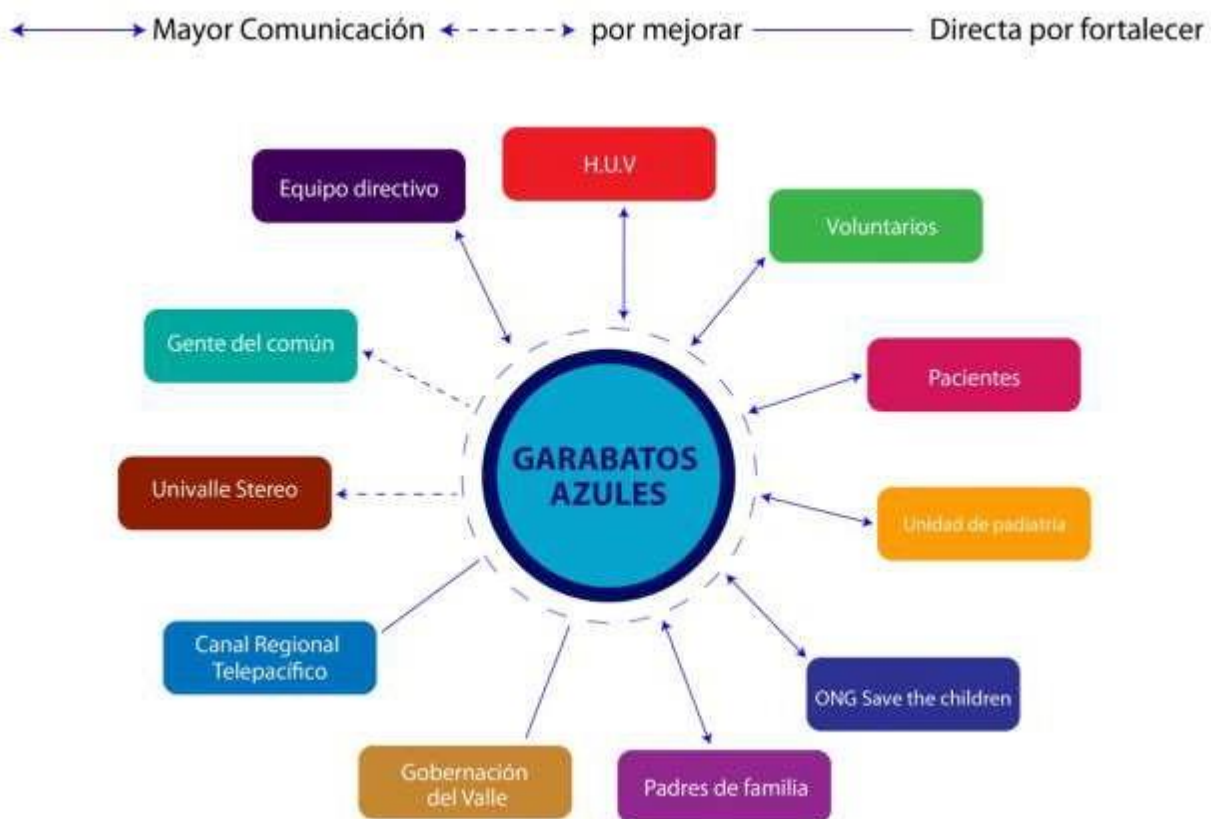 Mayor Comunicación
por mejorar
Directa por fortalecer
H.U.V
Equipo directivo
Voluntarios
Gente del común
Pacientes
GARABATOS
AZULES
Univalle Stereo
Unidad de padiatría
Canal Regional
Telepacífico
ONG Save the children
Gobernación
del Valle
Padres de familia